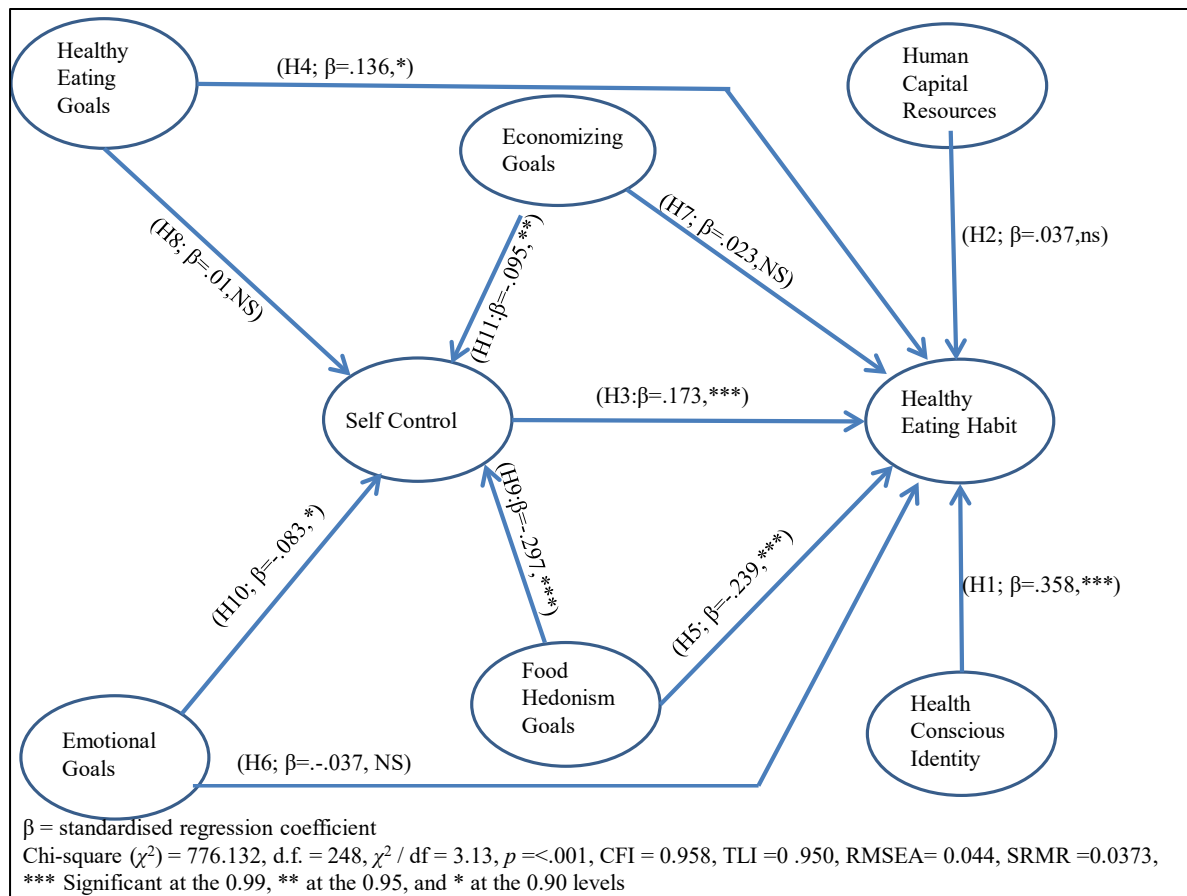 Healthy
Eating
Goals
(H4; β=.136,*)
Human
Capital
Resources
Economizing
Goals
(H8; β=.01,NS)
(H11:β=-.095,**)
(H7; β=.023,NS)
(H2; β=.037,ns)
Self Control
(H3:β=.173,***)
Healthy
Eating Habit
(H10; β=-.083,*)
(H9:β=-.297,***)
(H5; β=-.239,***)
(H1; β=.358,***)
Food
Hedonism
Goals
Health
Conscious
Identity
Emotional
Goals
(H6; β=.-.037, NS)
β = standardised regression coefficient
Chi-square (χ²) = 776.132, d.f. = 248, χ² / df = 3.13, p =<.001, CFI = 0.958, TLI =0 .950, RMSEA= 0.044, SRMR =0.0373,
*** Significant at the 0.99, ** at the 0.95, and * at the 0.90 levels